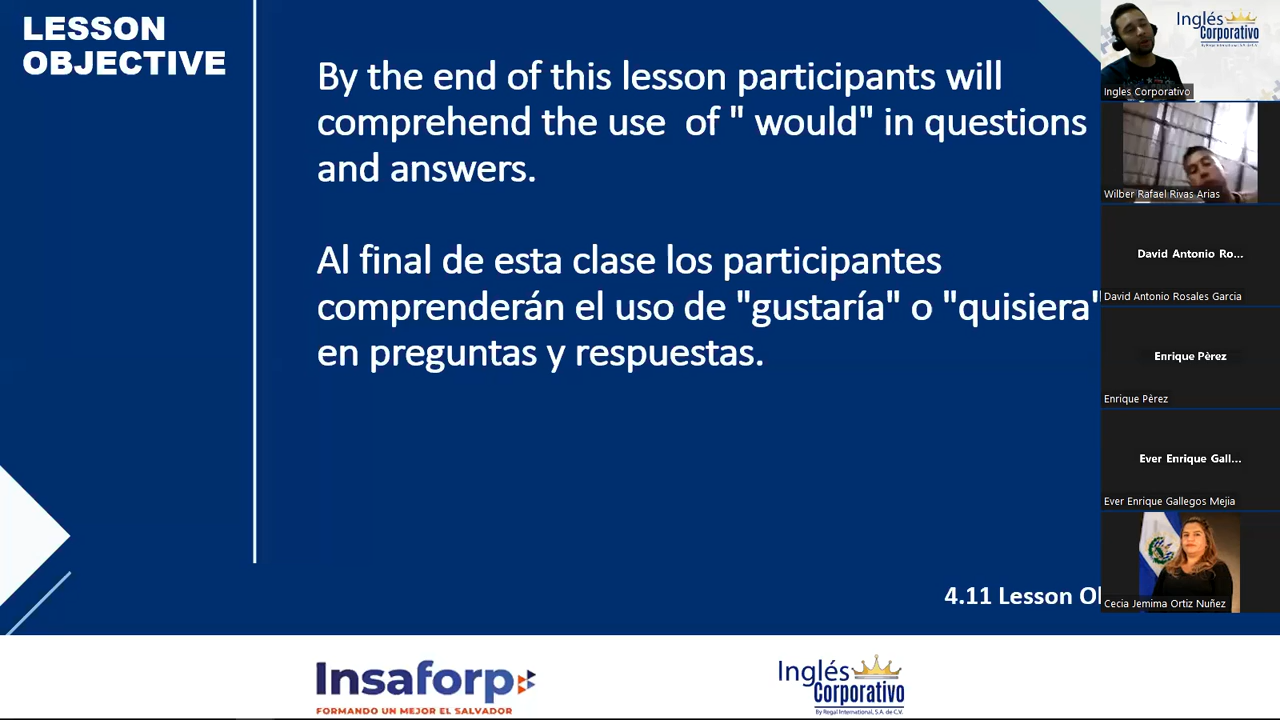 LESSON
OBJECTIVE
By the end of this lesson participants will
comprehend the use  of " would" in questions
and answers.
Al final de esta clase los participantes
comprenderán el uso de "gustaría" o "quisiera"
en preguntas y respuestas.
4.11 Lesson
Insaforp
FORMANDO UN MEJOR EL SALVADOR
Inglés
Corporativo
By Regal International, S.A. de C.V.
Inglés
Corporativo
Ingles Corporativo
Wilber Rafael Rivas Arias
David Antonio Ro...
David Antonio Rosales Garcia
Enrique Pèrez
Enrique Pèrez
Ever Enrique Gall...
Ever Enrique Gallegos Mejia
Cecia Jemima Ortiz Nuñez